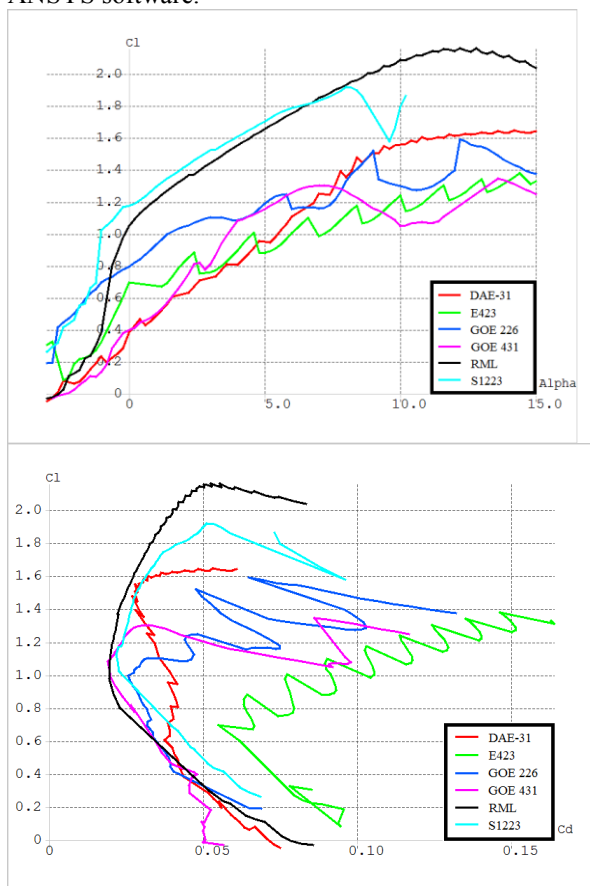 ANSYS software.
Cl
2.0
1.8
1.6
1.4
1.2
1.0
0.8
0.6
0.4
0.2
0
DAE-31
E423
GOE 226
GOE 431
RML
S1223
Alpha
0
5.0
10.0
15.0
Cl
2.0
1.8
1.6
1.4
1.2
1.0
0.8
0.6
0.4
0.2
0
DAE-31
E423
GOE 226
GOE 431
RML
S1223
Cd
0
0.05
0.10
0.15